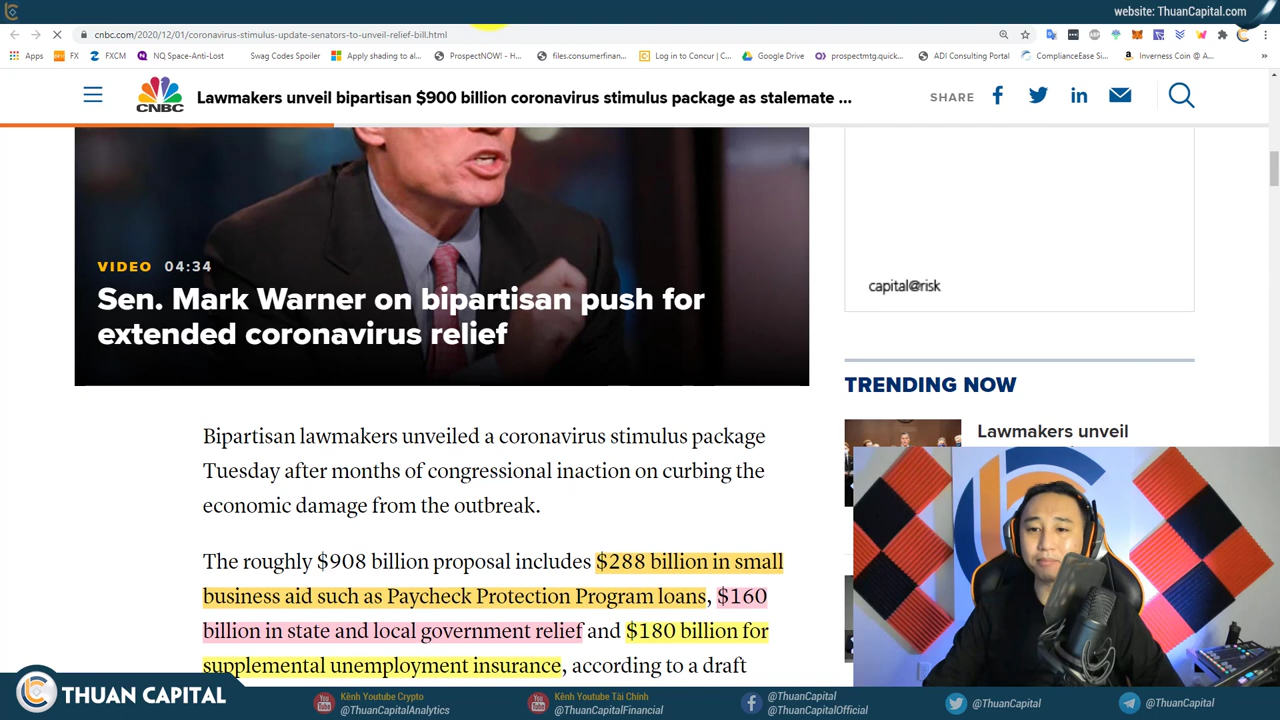 website: ThuanCapital.com
cnbc.com/2020/12/01/coronavirus-stimulus-update-senators-to-unveil-relief-bill.html
Apps FX FXCM NQ Space-Anti-Lost Swag Codes Spoiler Apply shading to al... ProspectNOW! - H... files.consumerfinan... Log in to Concur | C... Google Drive prospectmtg.quick... ADI Consulting Portal ComplianceEase Si... Inverness Coin @ A... »
CNBC
Lawmakers unveil bipartisan $900 billion coronavirus stimulus package as stalemate ...
SHARE
VIDEO 04:34
Sen. Mark Warner on bipartisan push for
extended coronavirus relief
capital@risk
TRENDING NOW
Lawmakers unveil
Bipartisan lawmakers unveiled a coronavirus stimulus package
Tuesday after months of congressional inaction on curbing the
economic damage from the outbreak.
The roughly $908 billion proposal includes $288 billion in small
business aid such as Paycheck Protection Program loans, $160
billion in state and local government relief and $180 billion for
supplemental unemployment insurance, according to a draft
THUAN CAPITAL
Kênh Youtube Crypto
@ThuanCapitalAnalytics
Kênh Youtube Tài Chính
@ThuanCapitalFinancial
@ThuanCapital
@ThuanCapitalOfficial
@ThuanCapital
@ThuanCapital